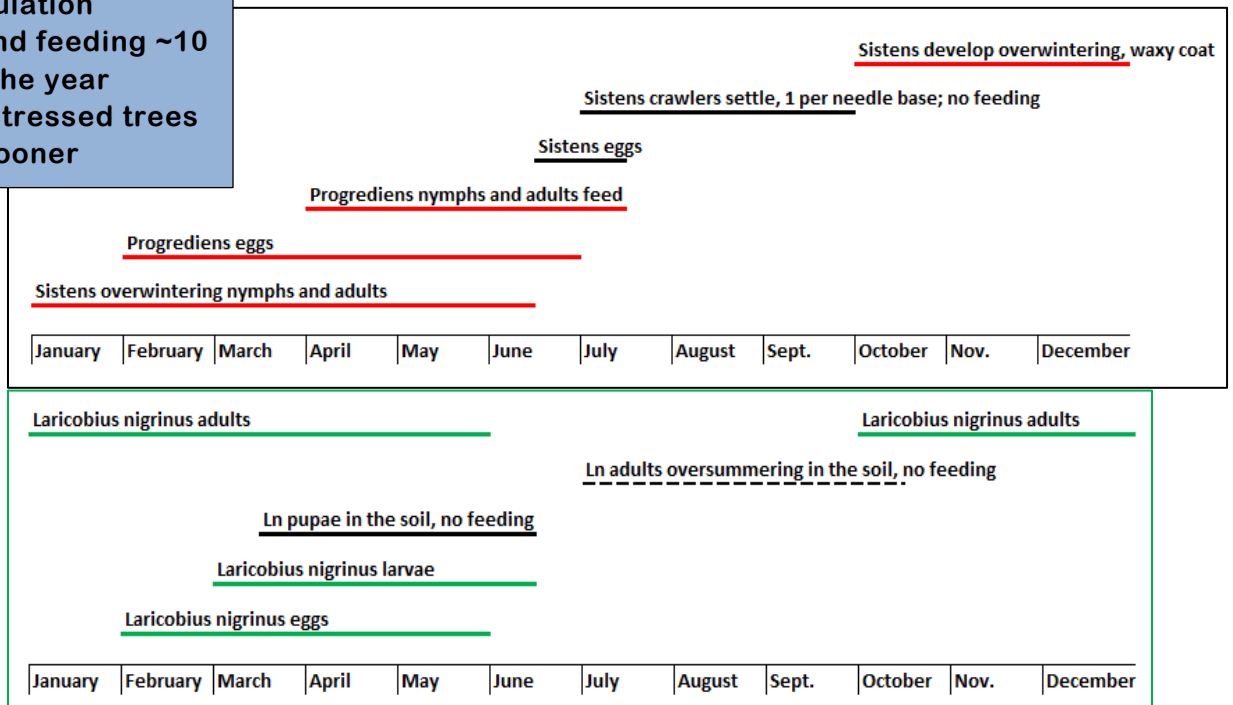 nd feeding ~10
he year
tressed trees
ooner
Sistens develop overwintering, waxy coat
Sistens crawlers settle, 1 per needle base; no feeding
Sistens eggs
Progrediens nymphs and adults feed
Progrediens eggs
Sistens overwintering nymphs and adults
January February March April May June July August Sept. October Nov. December
Laricobius nigrinus adults Laricobius nigrinus adults
Ln adults oversummering in the soil, no feeding
Ln pupae in the soil, no feeding
Laricobius nigrinus larvae
Laricobius nigrinus eggs
January February March April May June July August Sept. October Nov. December